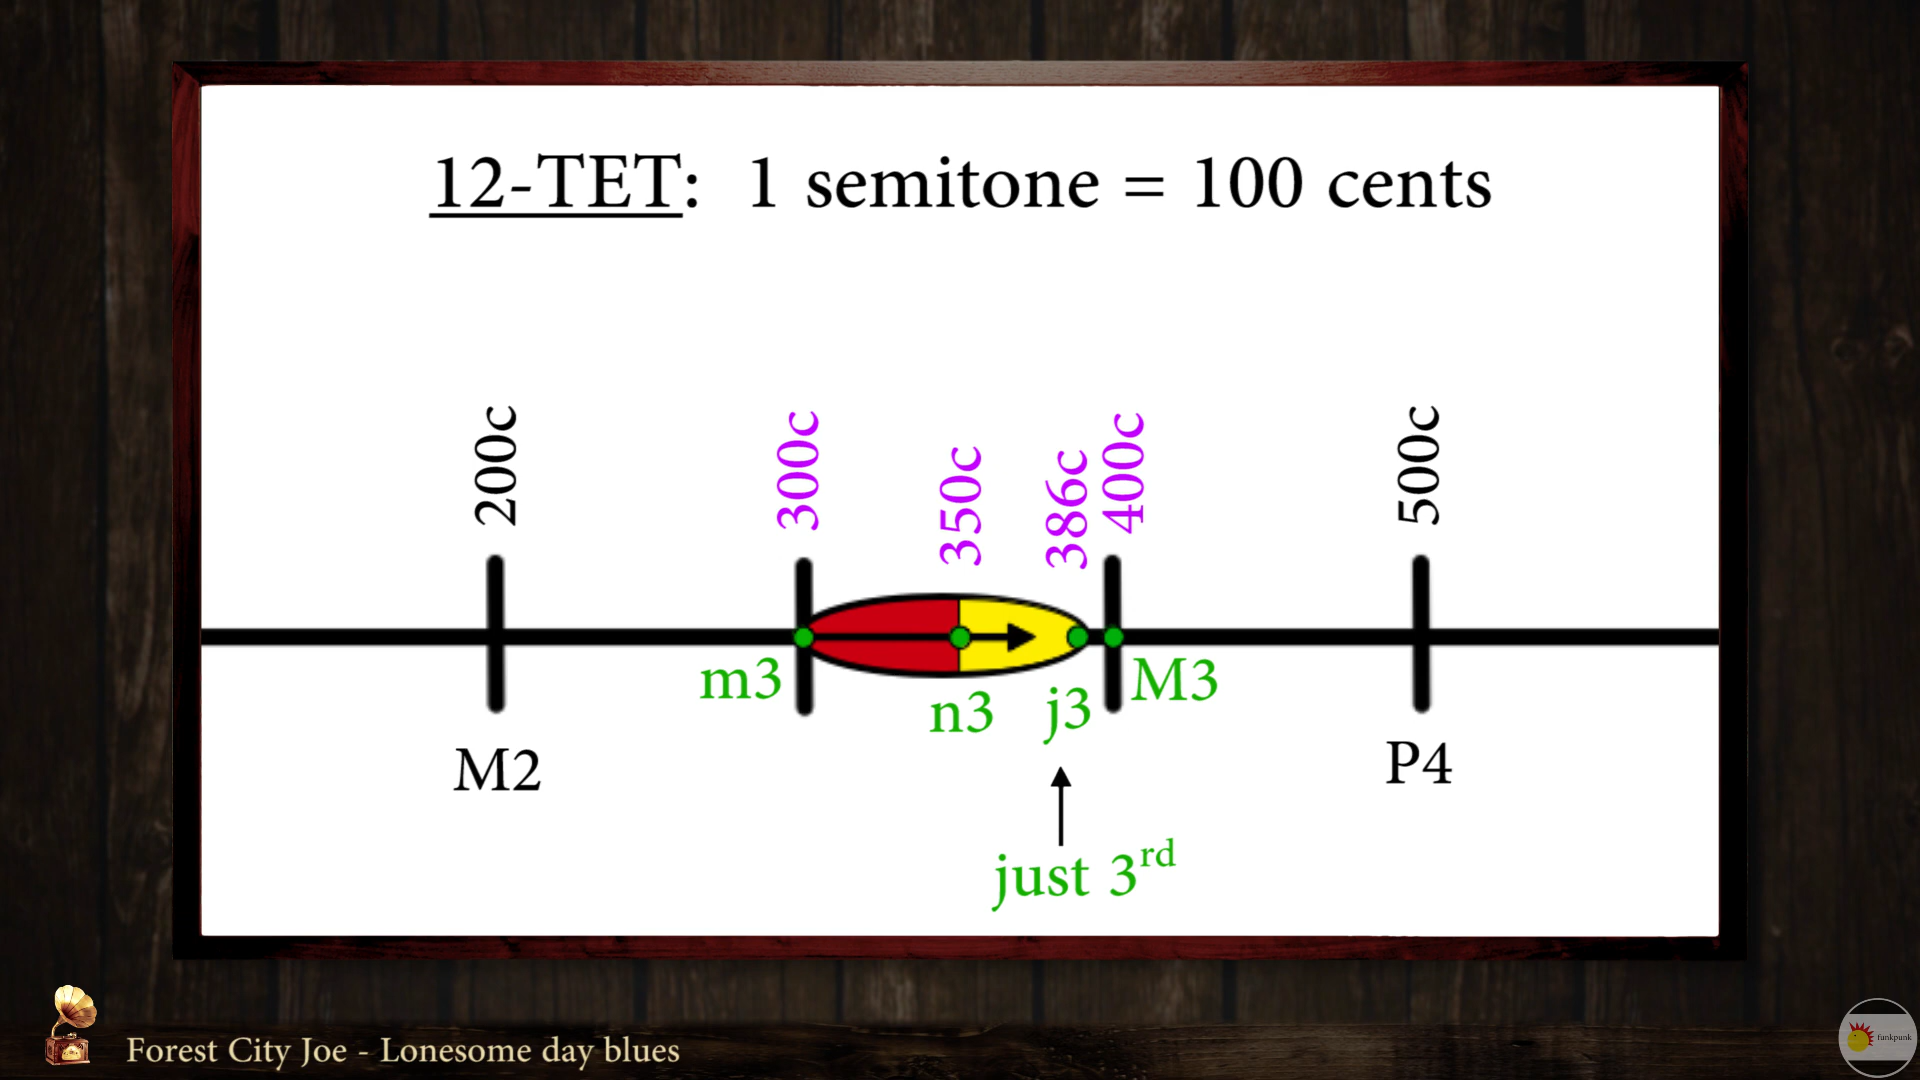 12-TET: 1 semitone = 100 cents
200c
300c
350c
386c
400c
500c
m3
n3
j3
M3
M2
P4
just 3rd
Forest City Joe - Lonesome day blues
funkpunk